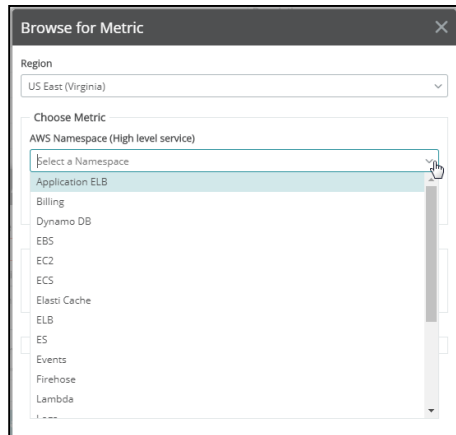 Browse for Metric
Region
US East (Virginia)
Choose Metric
AWS Namespace (High level service)
Select a Namespace
Application ELB
Billing
Dynamo DB
EBS
EC2
ECS
Elasti Cache
ELB
ES
Events
Firehose
Lambda